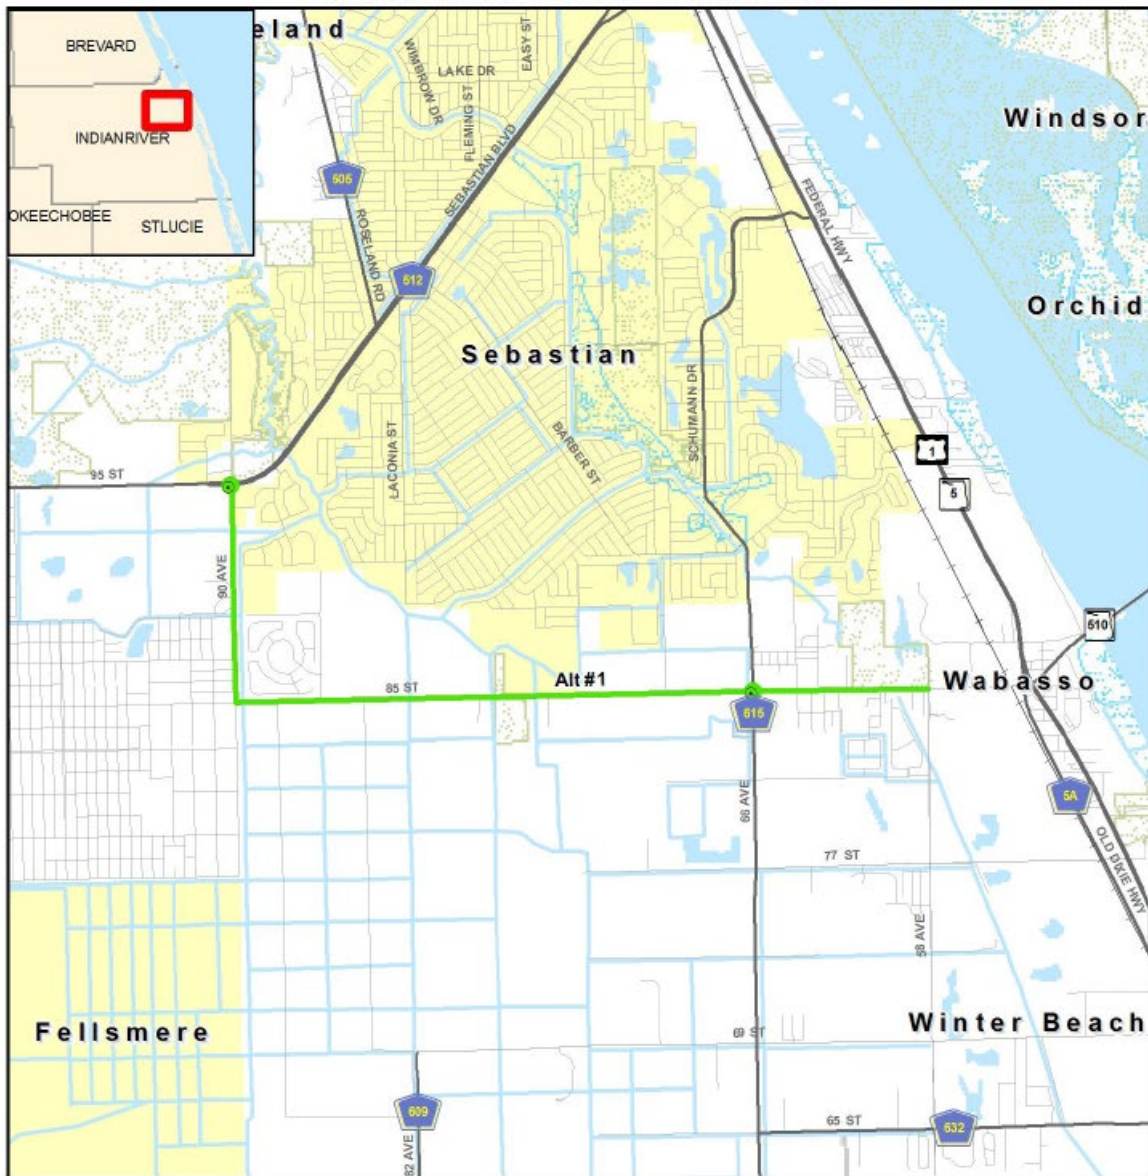 BREVARD
INDIANRIVER
OKEECHOBEE
STLUCIE
eland
WIMBROW DR
LAKE DR
EASY ST
FLEMING ST
SEBASTIAN BLVD
Windsor
505
ROSELAND RD
FEDERAL HWY
512
Orchid
Sebastian
SCHUMANN DR
LACONIA ST
BARBER ST
1
5
95 ST
90 AVE
510
85 ST
Alt #1
Wabasso
615
66 AVE
5A
OLD DIXIE HWY
77 ST
58 AVE
Fellsmere
69 ST
Winter Beach
609
82 AVE
65 ST
632